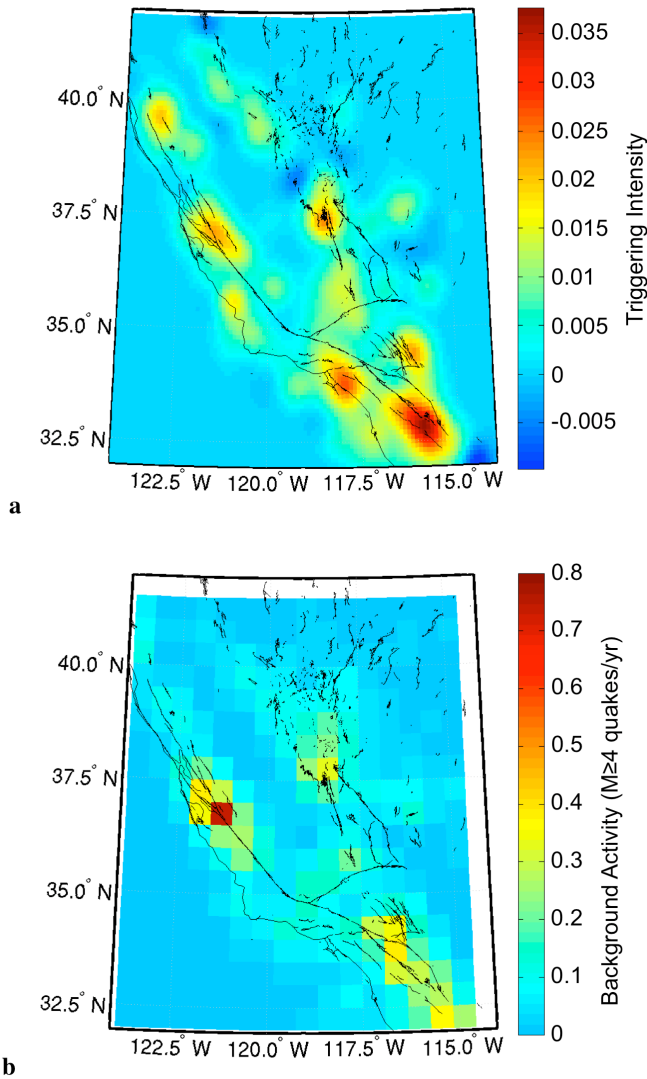 40.0° N
37.5° N
35.0° N
32.5° N
122.5° W 120.0° W 117.5° W 115.0° W
0.035
0.03
0.025
0.02
0.015
0.01
0.005
0
-0.005
Triggering Intensity
a
40.0° N
37.5° N
35.0° N
32.5° N
122.5° W 120.0° W 117.5° W 115.0° W
0.8
0.7
0.6
0.5
0.4
0.3
0.2
0.1
0
Background Activity (M≥4 quakes/yr)
b